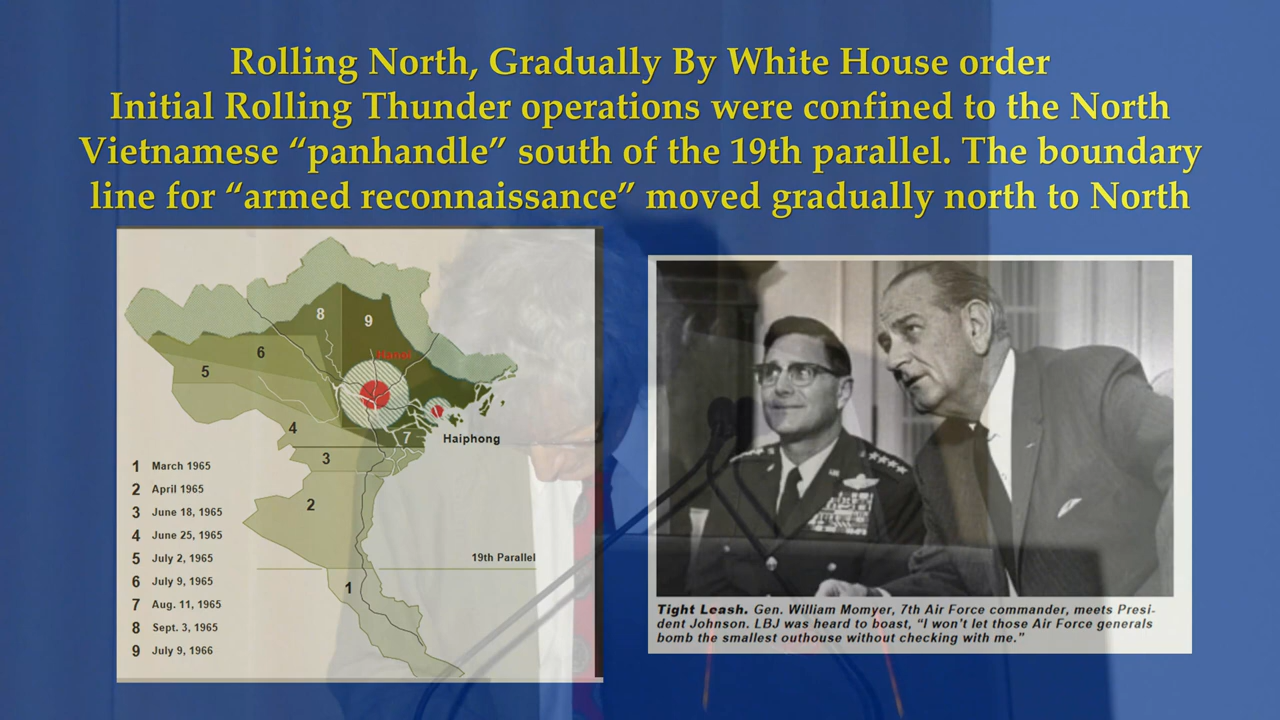 Rolling North, Gradually By White House order
Initial Rolling Thunder operations were confined to the North
Vietnamese “panhandle” south of the 19th parallel. The boundary
line for “armed reconnaissance” moved gradually north to North
8
9
Hanoi
6
5
4
7
Haiphong
3
2
19th Parallel
1
1 March 1965
2 April 1965
3 June 18, 1965
4 June 25, 1965
5 July 2, 1965
6 July 9, 1965
7 Aug. 11, 1965
8 Sept. 3, 1965
9 July 9, 1966
Tight Leash. Gen. William Momyer, 7th Air Force commander, meets Presi-
dent Johnson. LBJ was heard to boast, “I won’t let those Air Force generals
bomb the smallest outhouse without checking with me.”